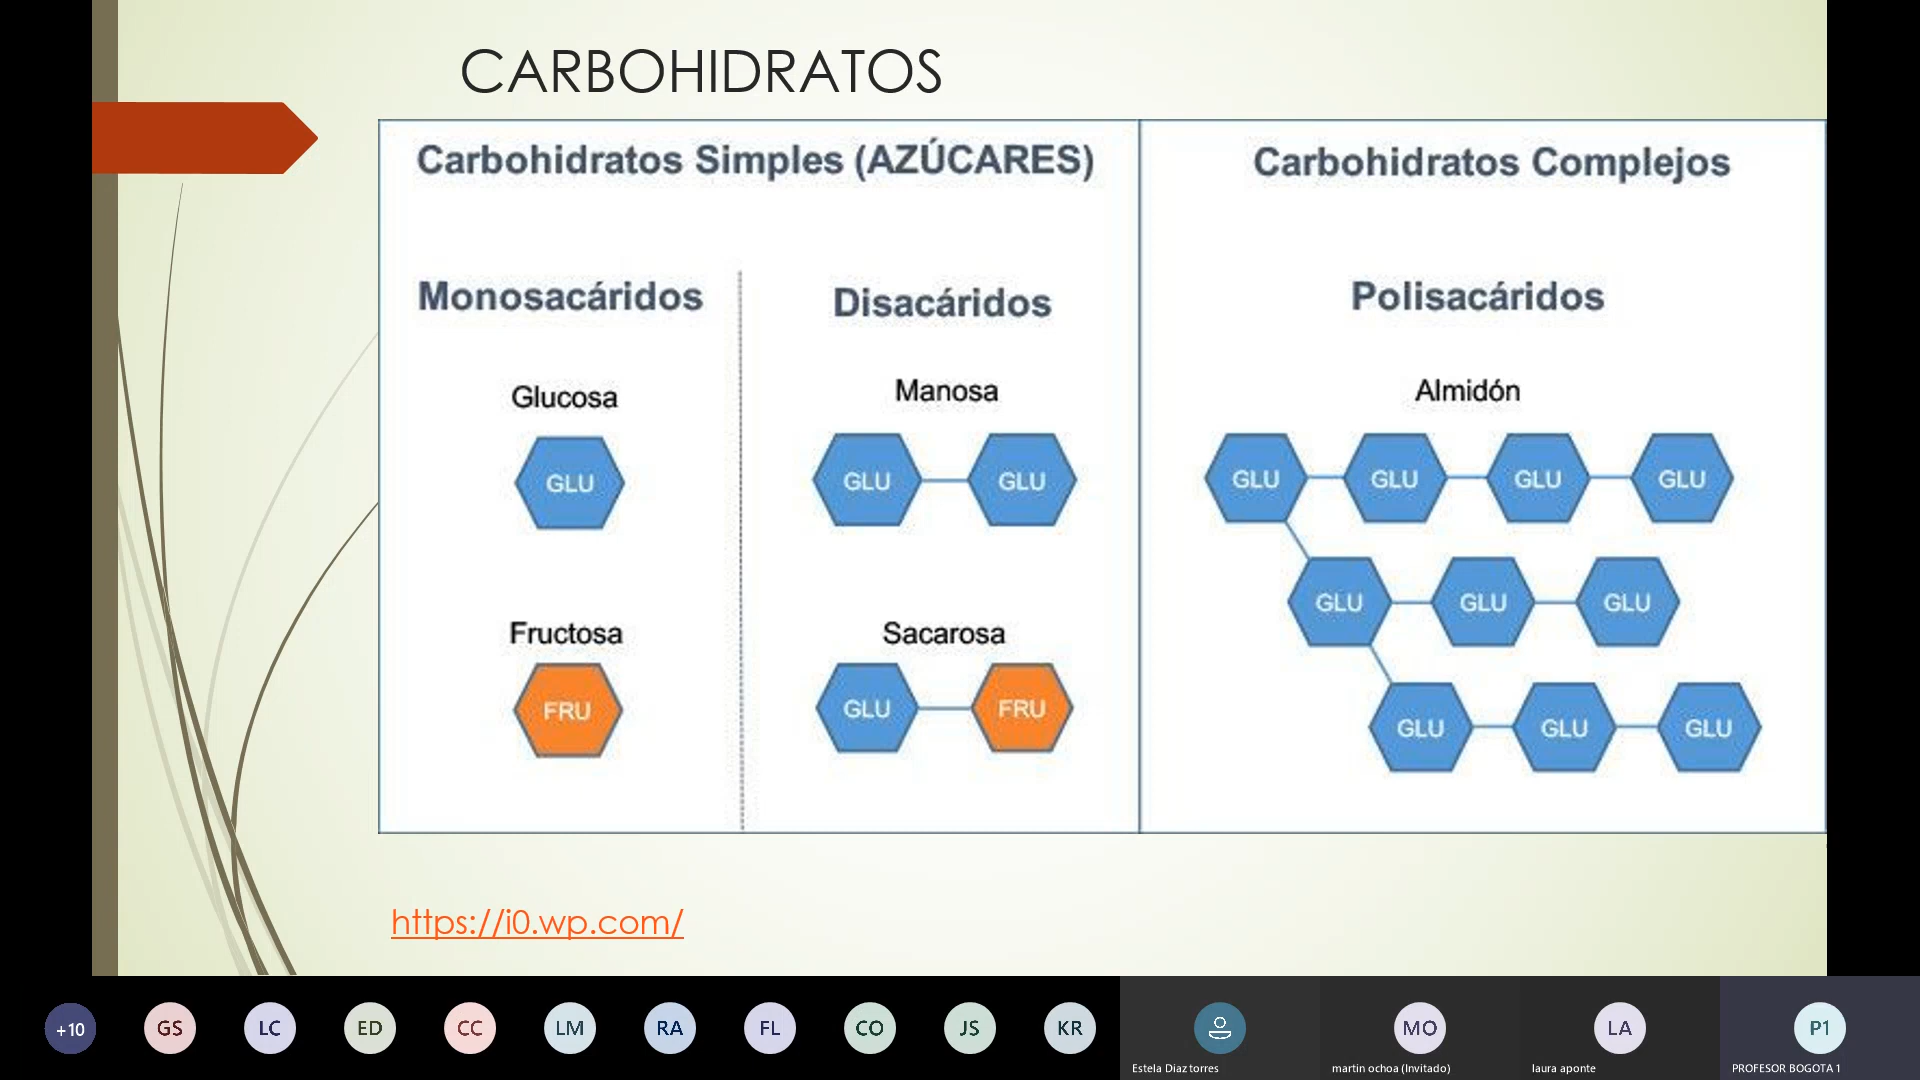 CARBOHIDRATOS
Carbohidratos Simples (AZÚCARES)
Carbohidratos Complejos
Monosacáridos
Disacáridos
Polisacáridos
Glucosa
Manosa
Almidón
GLU
GLU GLU
GLU GLU GLU GLU
GLU GLU GLU
Fructosa
Sacarosa
FRU
GLU FRU
GLU GLU GLU
https://i0.wp.com/
+10 GS LC ED CC LM RA FL CO JS KR MO LA P1
Estela Diaz torres
martin ochoa (Invitado)
laura aponte
PROFESOR BOGOTA 1